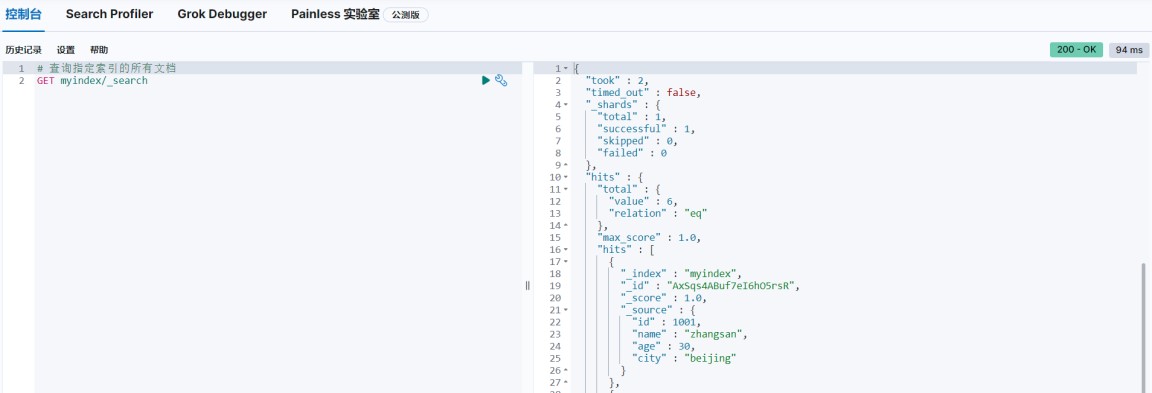 控制台 Search Profiler Grok Debugger Painless 实验室 公测版
历史记录 设置 帮助 200 - OK 94 ms
1 # 查询指定索引的所有文档
2 GET myindex/_search
1 {
2 "took" : 2,
3 "timed_out" : false,
4 "_shards" : {
5 "total" : 1,
6 "successful" : 1,
7 "skipped" : 0,
8 "failed" : 0
9 },
10 "hits" : {
11 "total" : {
12 "value" : 6,
13 "relation" : "eq"
14 },
15 "max_score" : 1.0,
16 "hits" : [
17 {
18 "_index" : "myindex",
19 "_id" : "AxSqs4ABuf7eI6hO5rsR",
20 "_score" : 1.0,
21 "_source" : {
22 "id" : 1001,
23 "name" : "zhangsan",
24 "age" : 30,
25 "city" : "beijing"
26 }
27 },